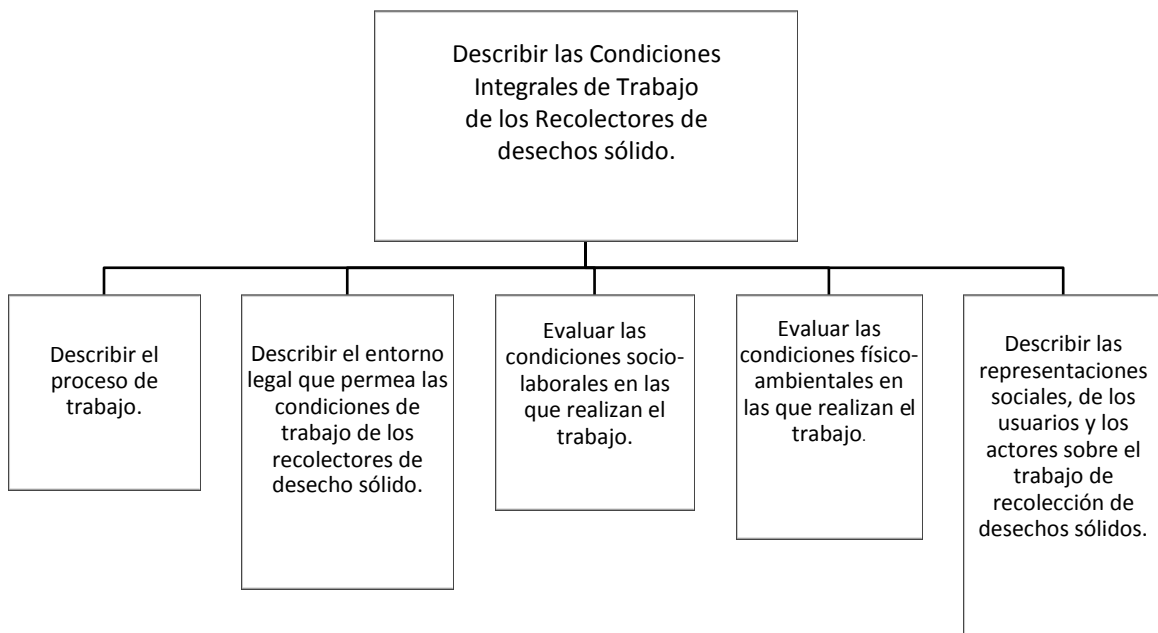 Describir las Condiciones
Integrales de Trabajo
de los Recolectores de
desechos sólido.
Describir el
proceso de
trabajo.
Describir el entorno
legal que permea las
condiciones de
trabajo de los
recolectores de
desecho sólido.
Evaluar las
condiciones socio-
laborales en las
que realizan el
trabajo.
Evaluar las
condiciones físico-
ambientales en
las que realizan el
trabajo.
Describir las
representaciones
sociales, de los
usuarios y los
actores sobre el
trabajo de
recolección de
desechos sólidos.